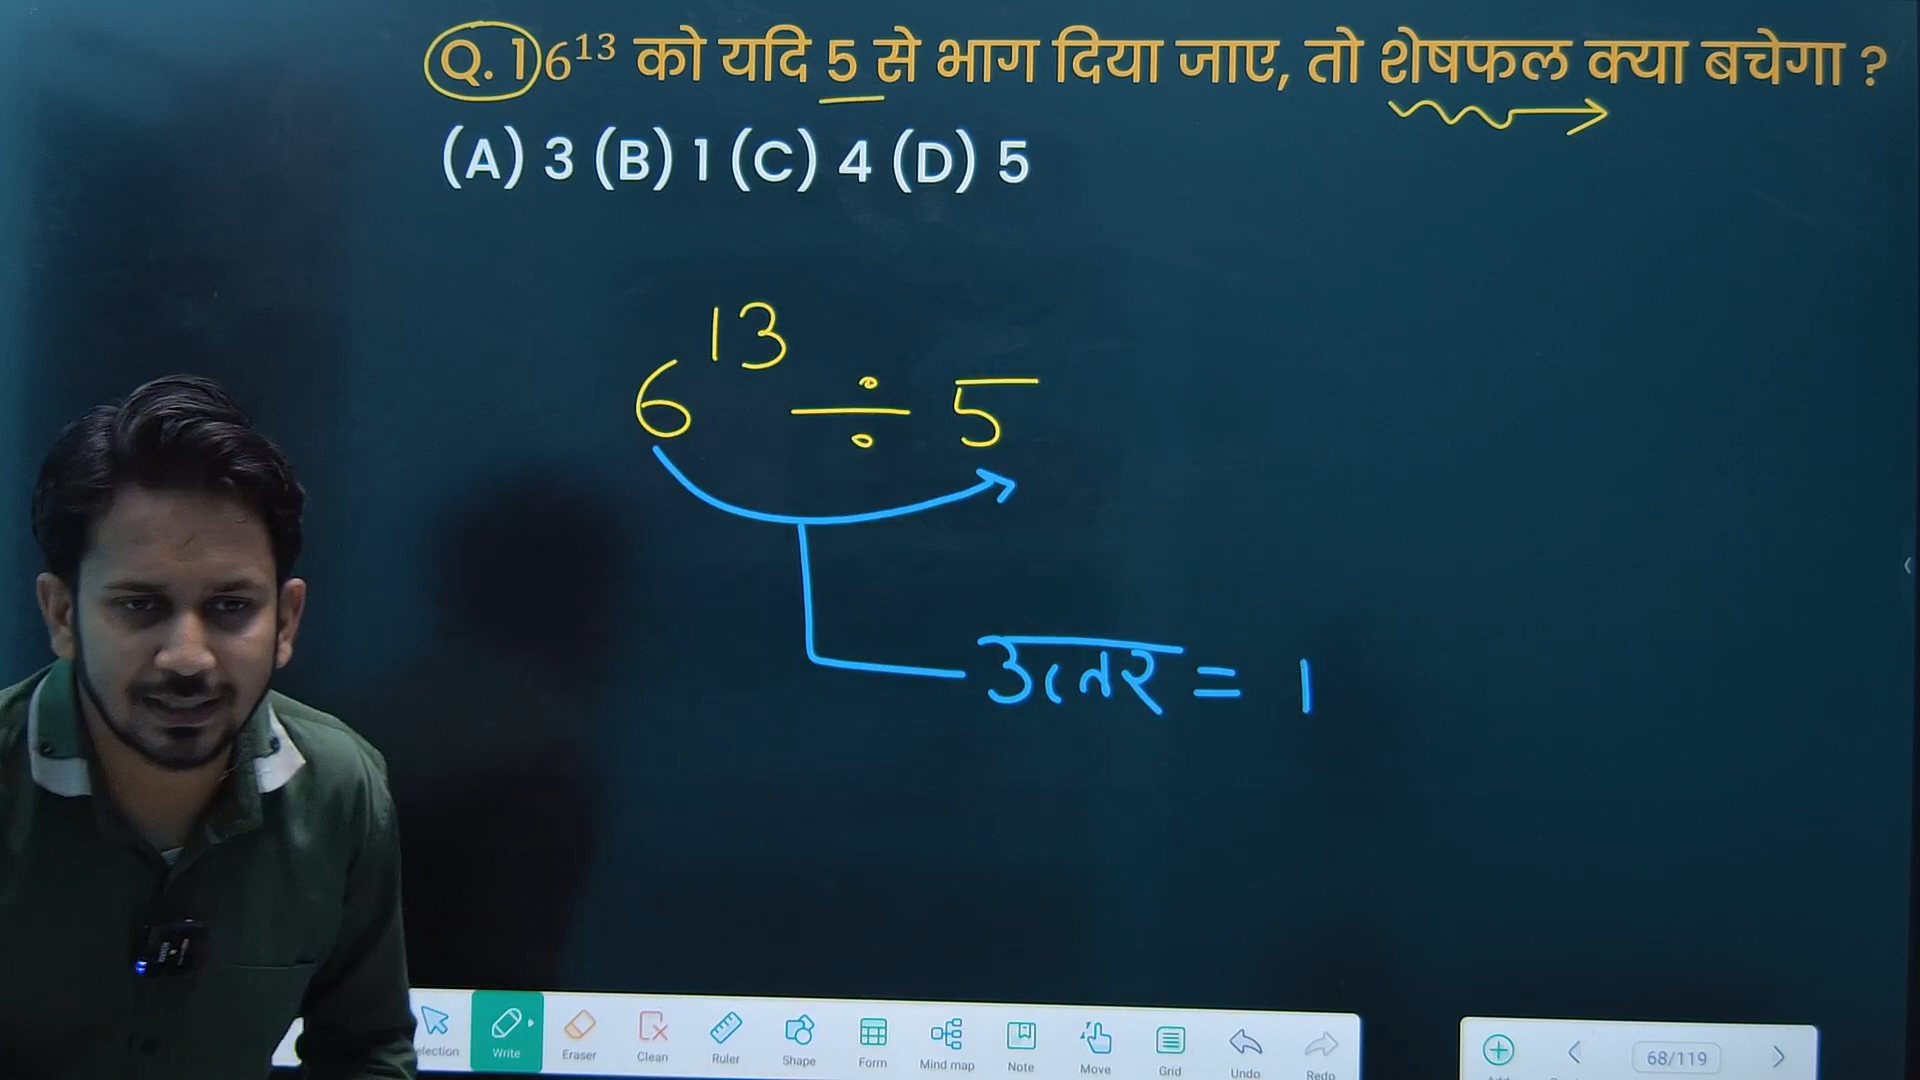 Q. 1 6¹³ को यदि 5 से भाग दिया जाए, तो शेषफल क्या बचेगा ?
(A) 3 (B) 1 (C) 4 (D) 5
6¹³ ÷ 5
उत्तर = 1
election Write Eraser Clean Ruler Shape Form Mind map Note Move Grid Undo Redo
68/119